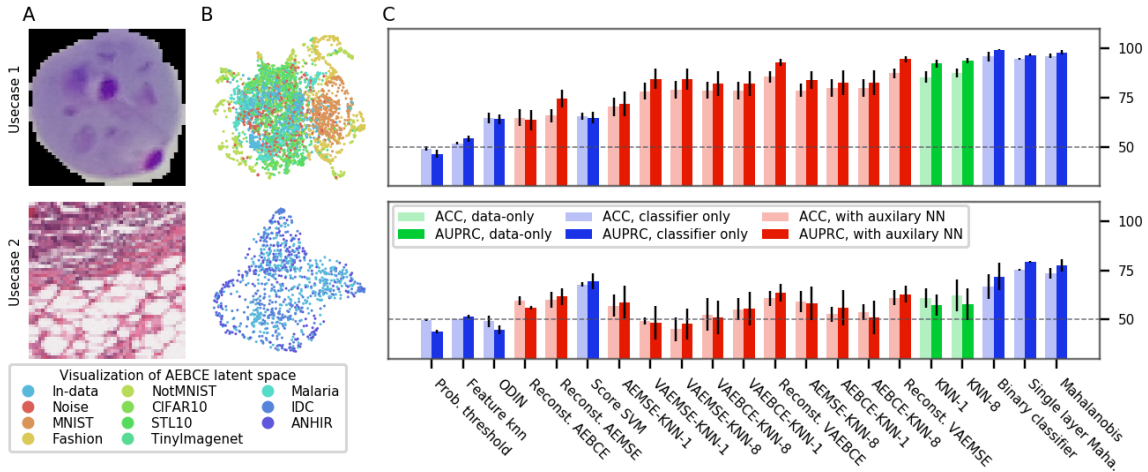 A
B
C
Usecase 1
100
75
50
Usecase 2
ACC, data-only
AUPRC, data-only
ACC, classifier only
AUPRC, classifier only
ACC, with auxilary NN
AUPRC, with auxilary NN
100
75
50
Visualization of AEBCE latent space
In-data
Noise
MNIST
Fashion
NotMNIST
CIFAR10
STL10
TinyImagenet
Malaria
IDC
ANHIR
Prob. threshold
Feature knn
ODIN
Reconst. AEBCE
Reconst. AEMSE
Score SVM
AEMSE-KNN-1
VAEMSE-KNN-1
VAEMSE-KNN-8
VAEBCE-KNN-8
VAEBCE-KNN-1
Reconst. VAEBCE
AEMSE-KNN-8
AEBCE-KNN-1
AEBCE-KNN-8
Reconst. VAEMSE
KNN-1
KNN-8
Binary classifier
Single layer Maha.
Mahalanobis